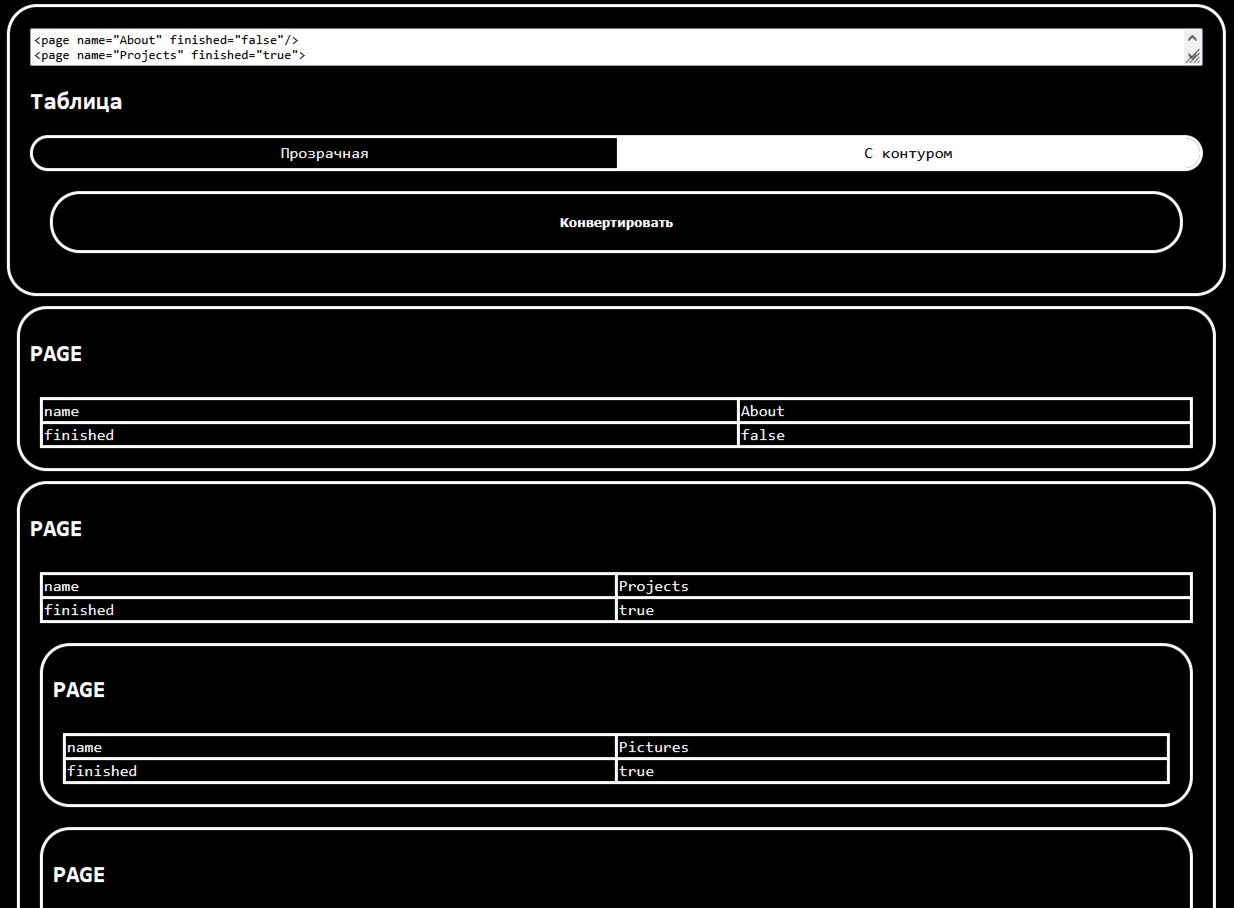 <page name="About" finished="false"/>
<page name="Projects" finished="true">
Таблица
Прозрачная
С контуром
Конвертировать
PAGE
name About
finished false
PAGE
name Projects
finished true
PAGE
name Pictures
finished true
PAGE